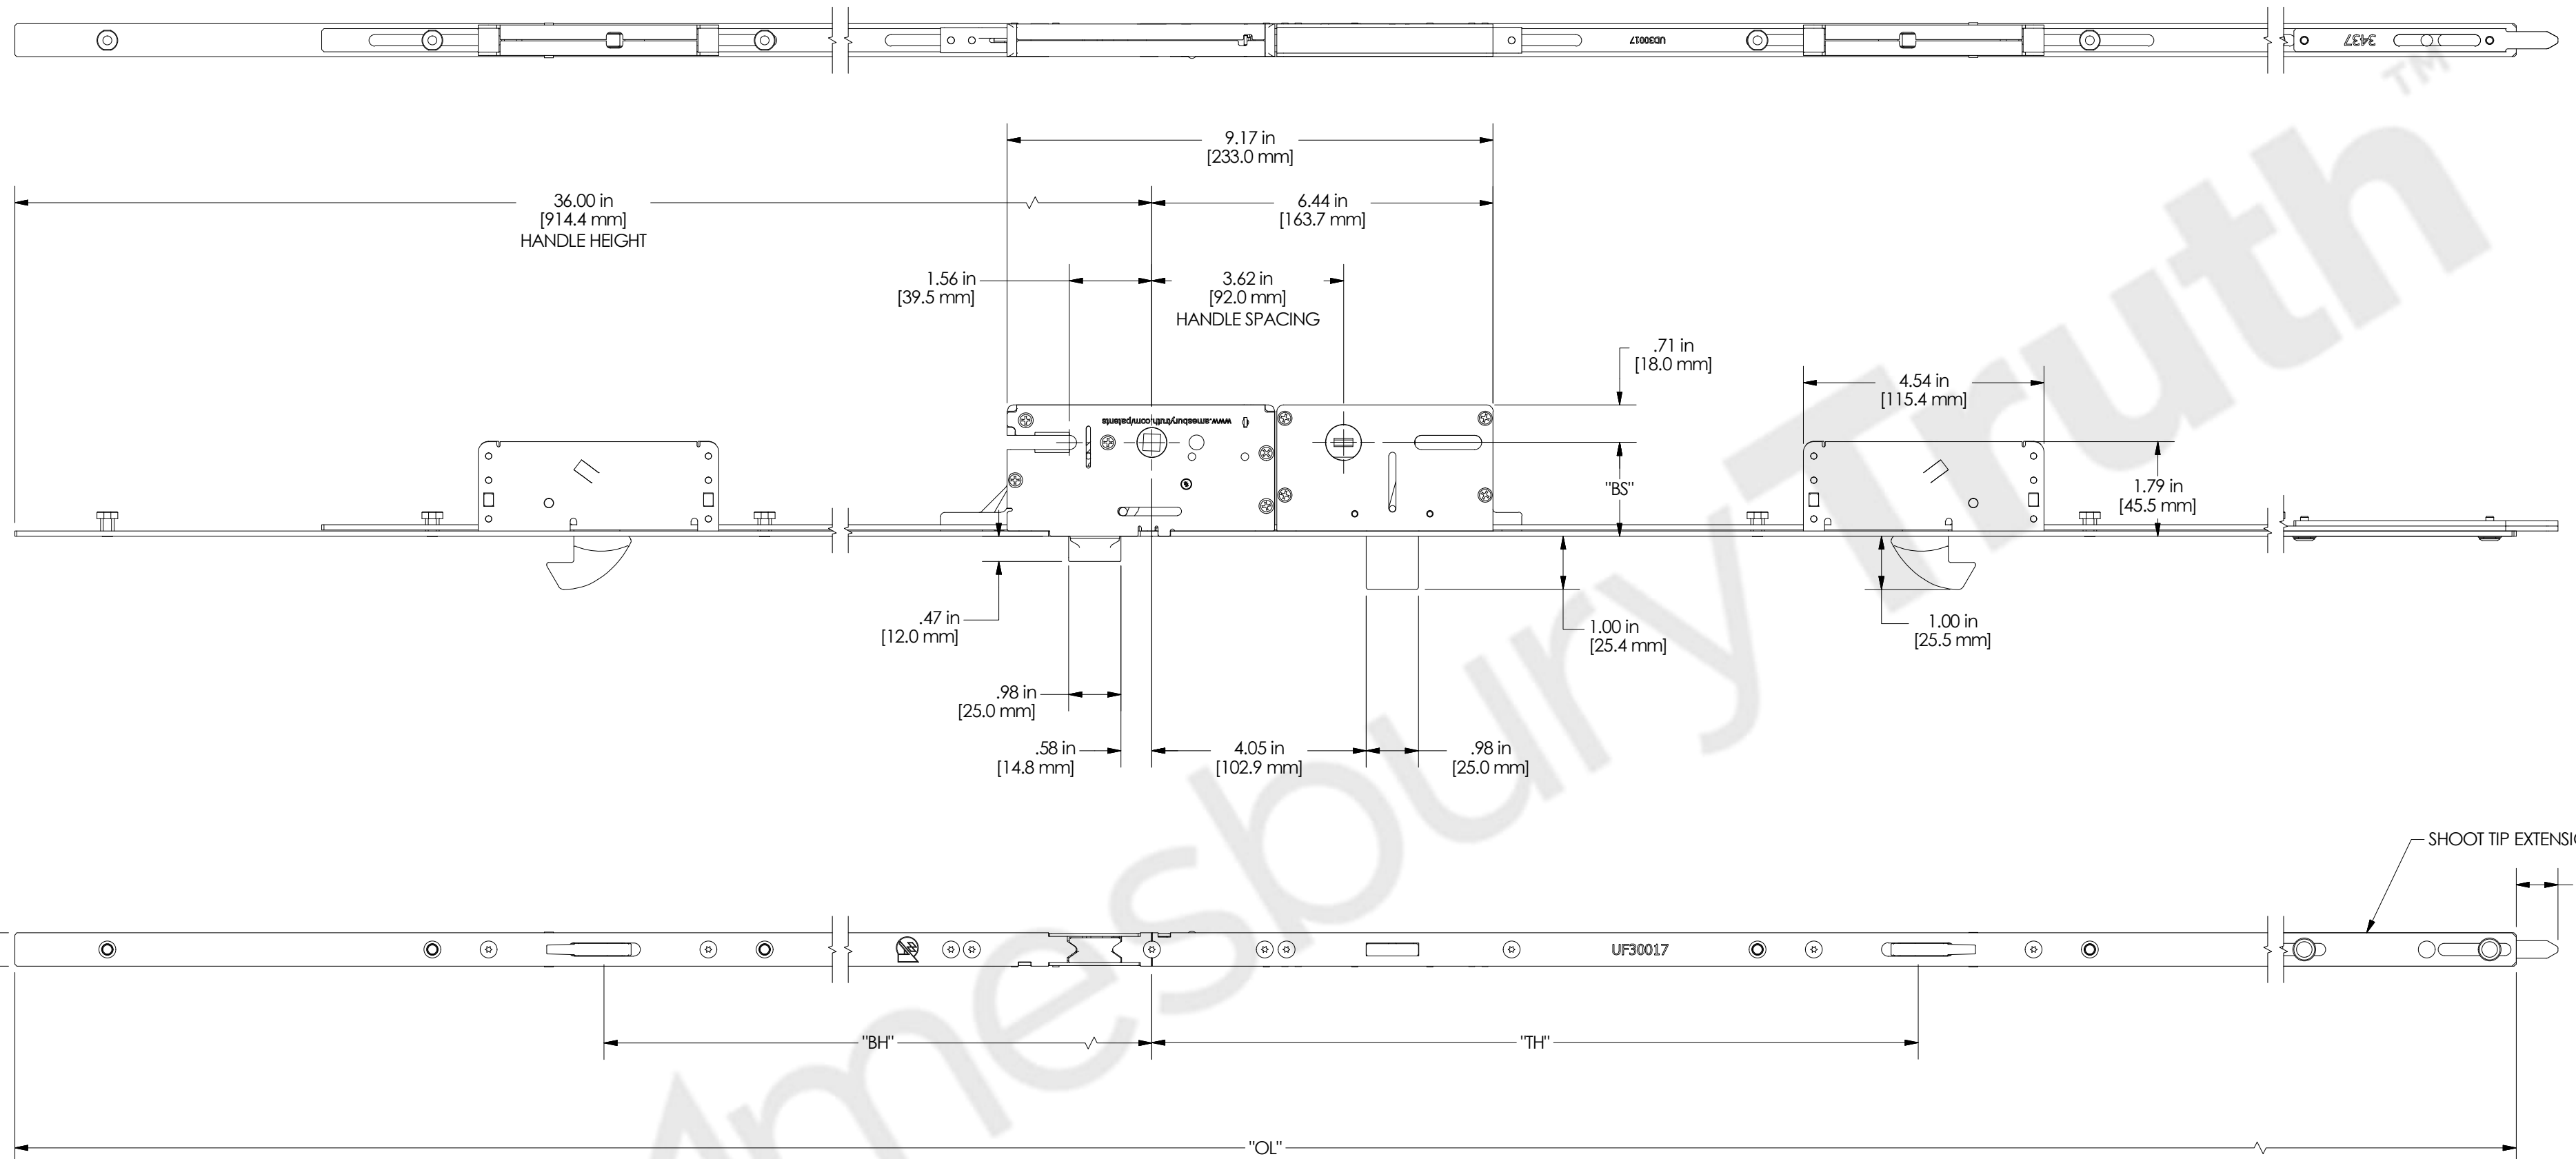 UD30017
3437
TM
9.17 in
[233.0 mm]
36.00 in
[914.4 mm]
HANDLE HEIGHT
6.44 in
[163.7 mm]
1.56 in
[39.5 mm]
3.62 in
[92.0 mm]
HANDLE SPACING
.71 in
[18.0 mm]
4.54 in
[115.4 mm]
www.amesburytruth.com/patents
"BS"
1.79 in
[45.5 mm]
.47 in
[12.0 mm]
1.00 in
[25.4 mm]
1.00 in
[25.5 mm]
.98 in
[25.0 mm]
.58 in
[14.8 mm]
4.05 in
[102.9 mm]
.98 in
[25.0 mm]
AmesburyTruth
SHOOT TIP EXTENSI
UF30017
"BH"
"TH"
"OL"